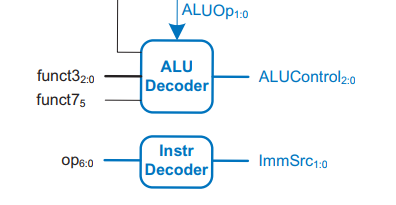 ALUOp1:0
funct32:0
ALU
Decoder
ALUControl2:0
funct75
op6:0
Instr
Decoder
ImmSrc1:0